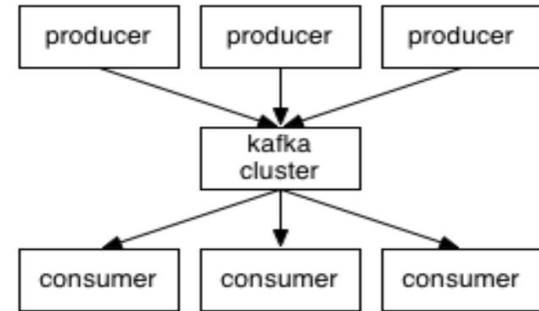 producer
producer
producer
kafka
cluster
consumer
consumer
consumer